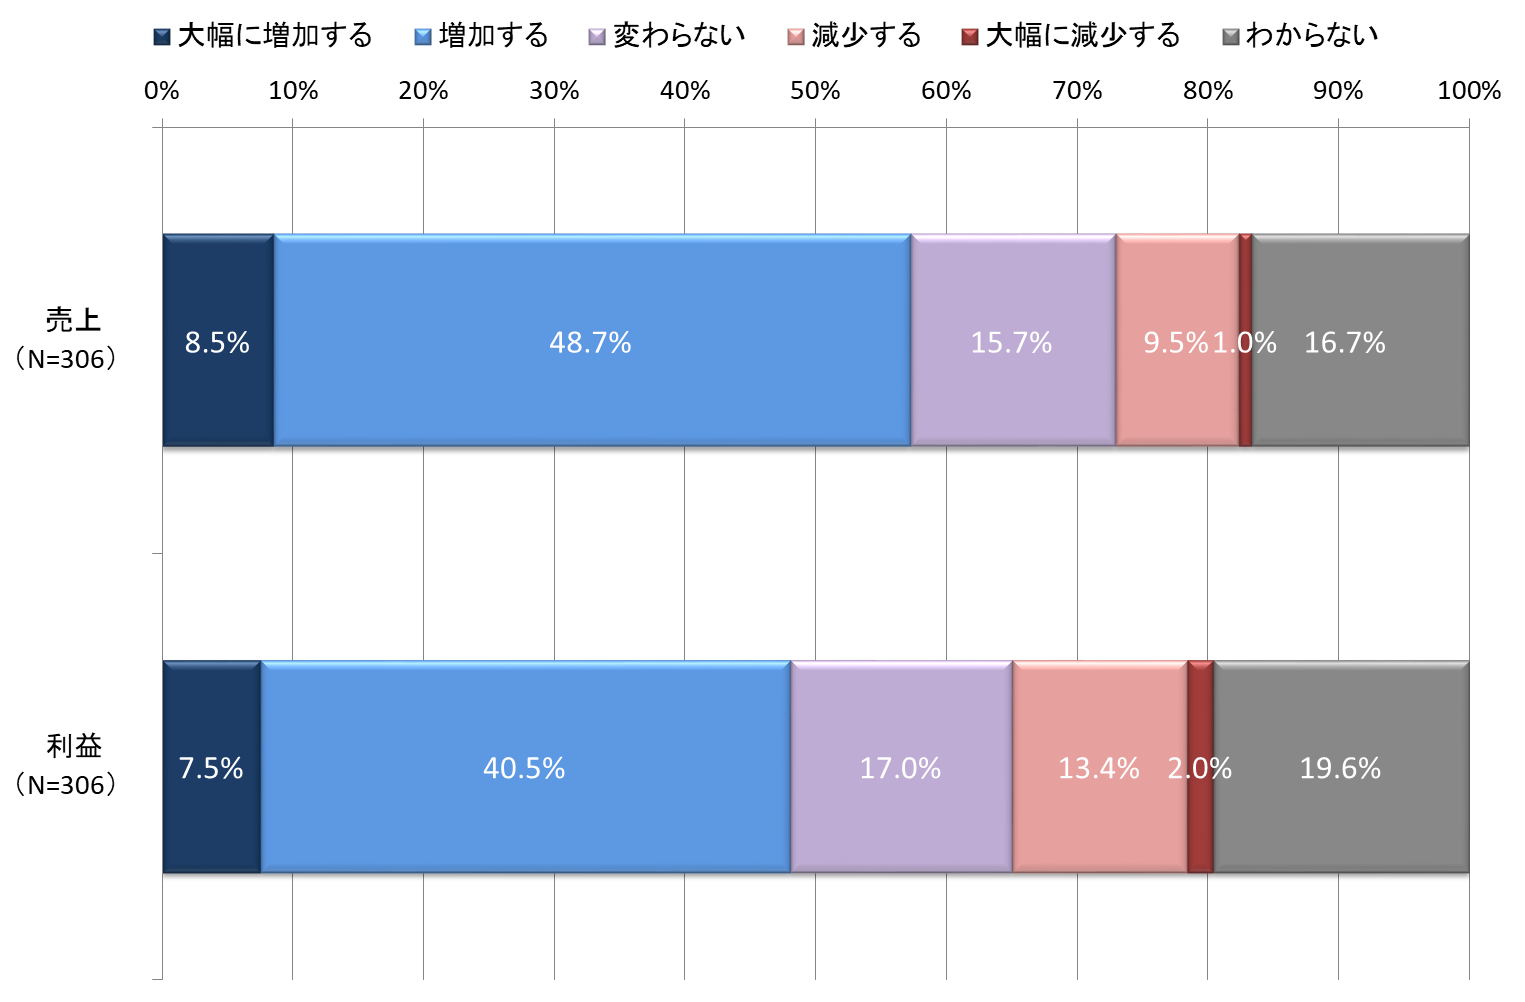 大幅に増加する 増加する 変わらない 減少する 大幅に減少する わからない
0% 10% 20% 30% 40% 50% 60% 70% 80% 90% 100%
売上
（N=306）
8.5% 48.7% 15.7% 9.5% 1.0% 16.7%
利益
（N=306）
7.5% 40.5% 17.0% 13.4% 2.0% 19.6%